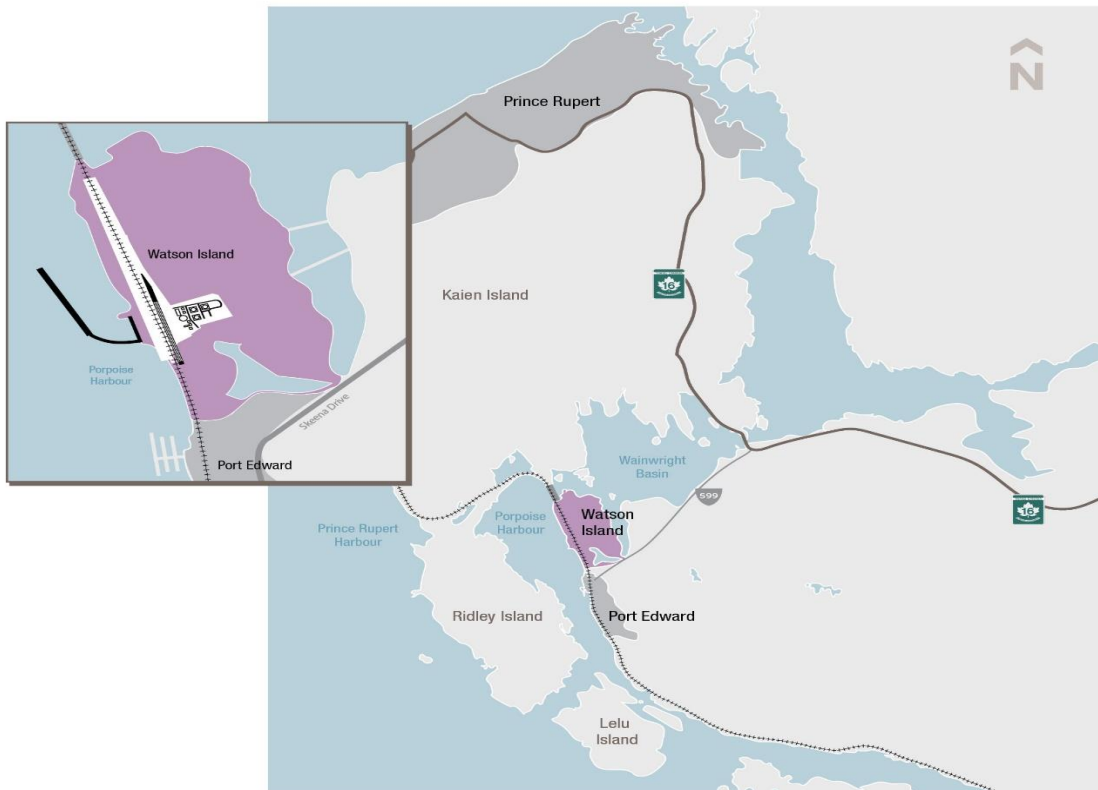 N
Prince Rupert
Watson Island
Kaien Island
16
Porpoise
Harbour
Skeena Drive
Port Edward
Wainwright
Basin
599
16
Prince Rupert
Harbour
Porpoise
Harbour
Watson
Island
Ridley Island
Port Edward
Lelu
Island